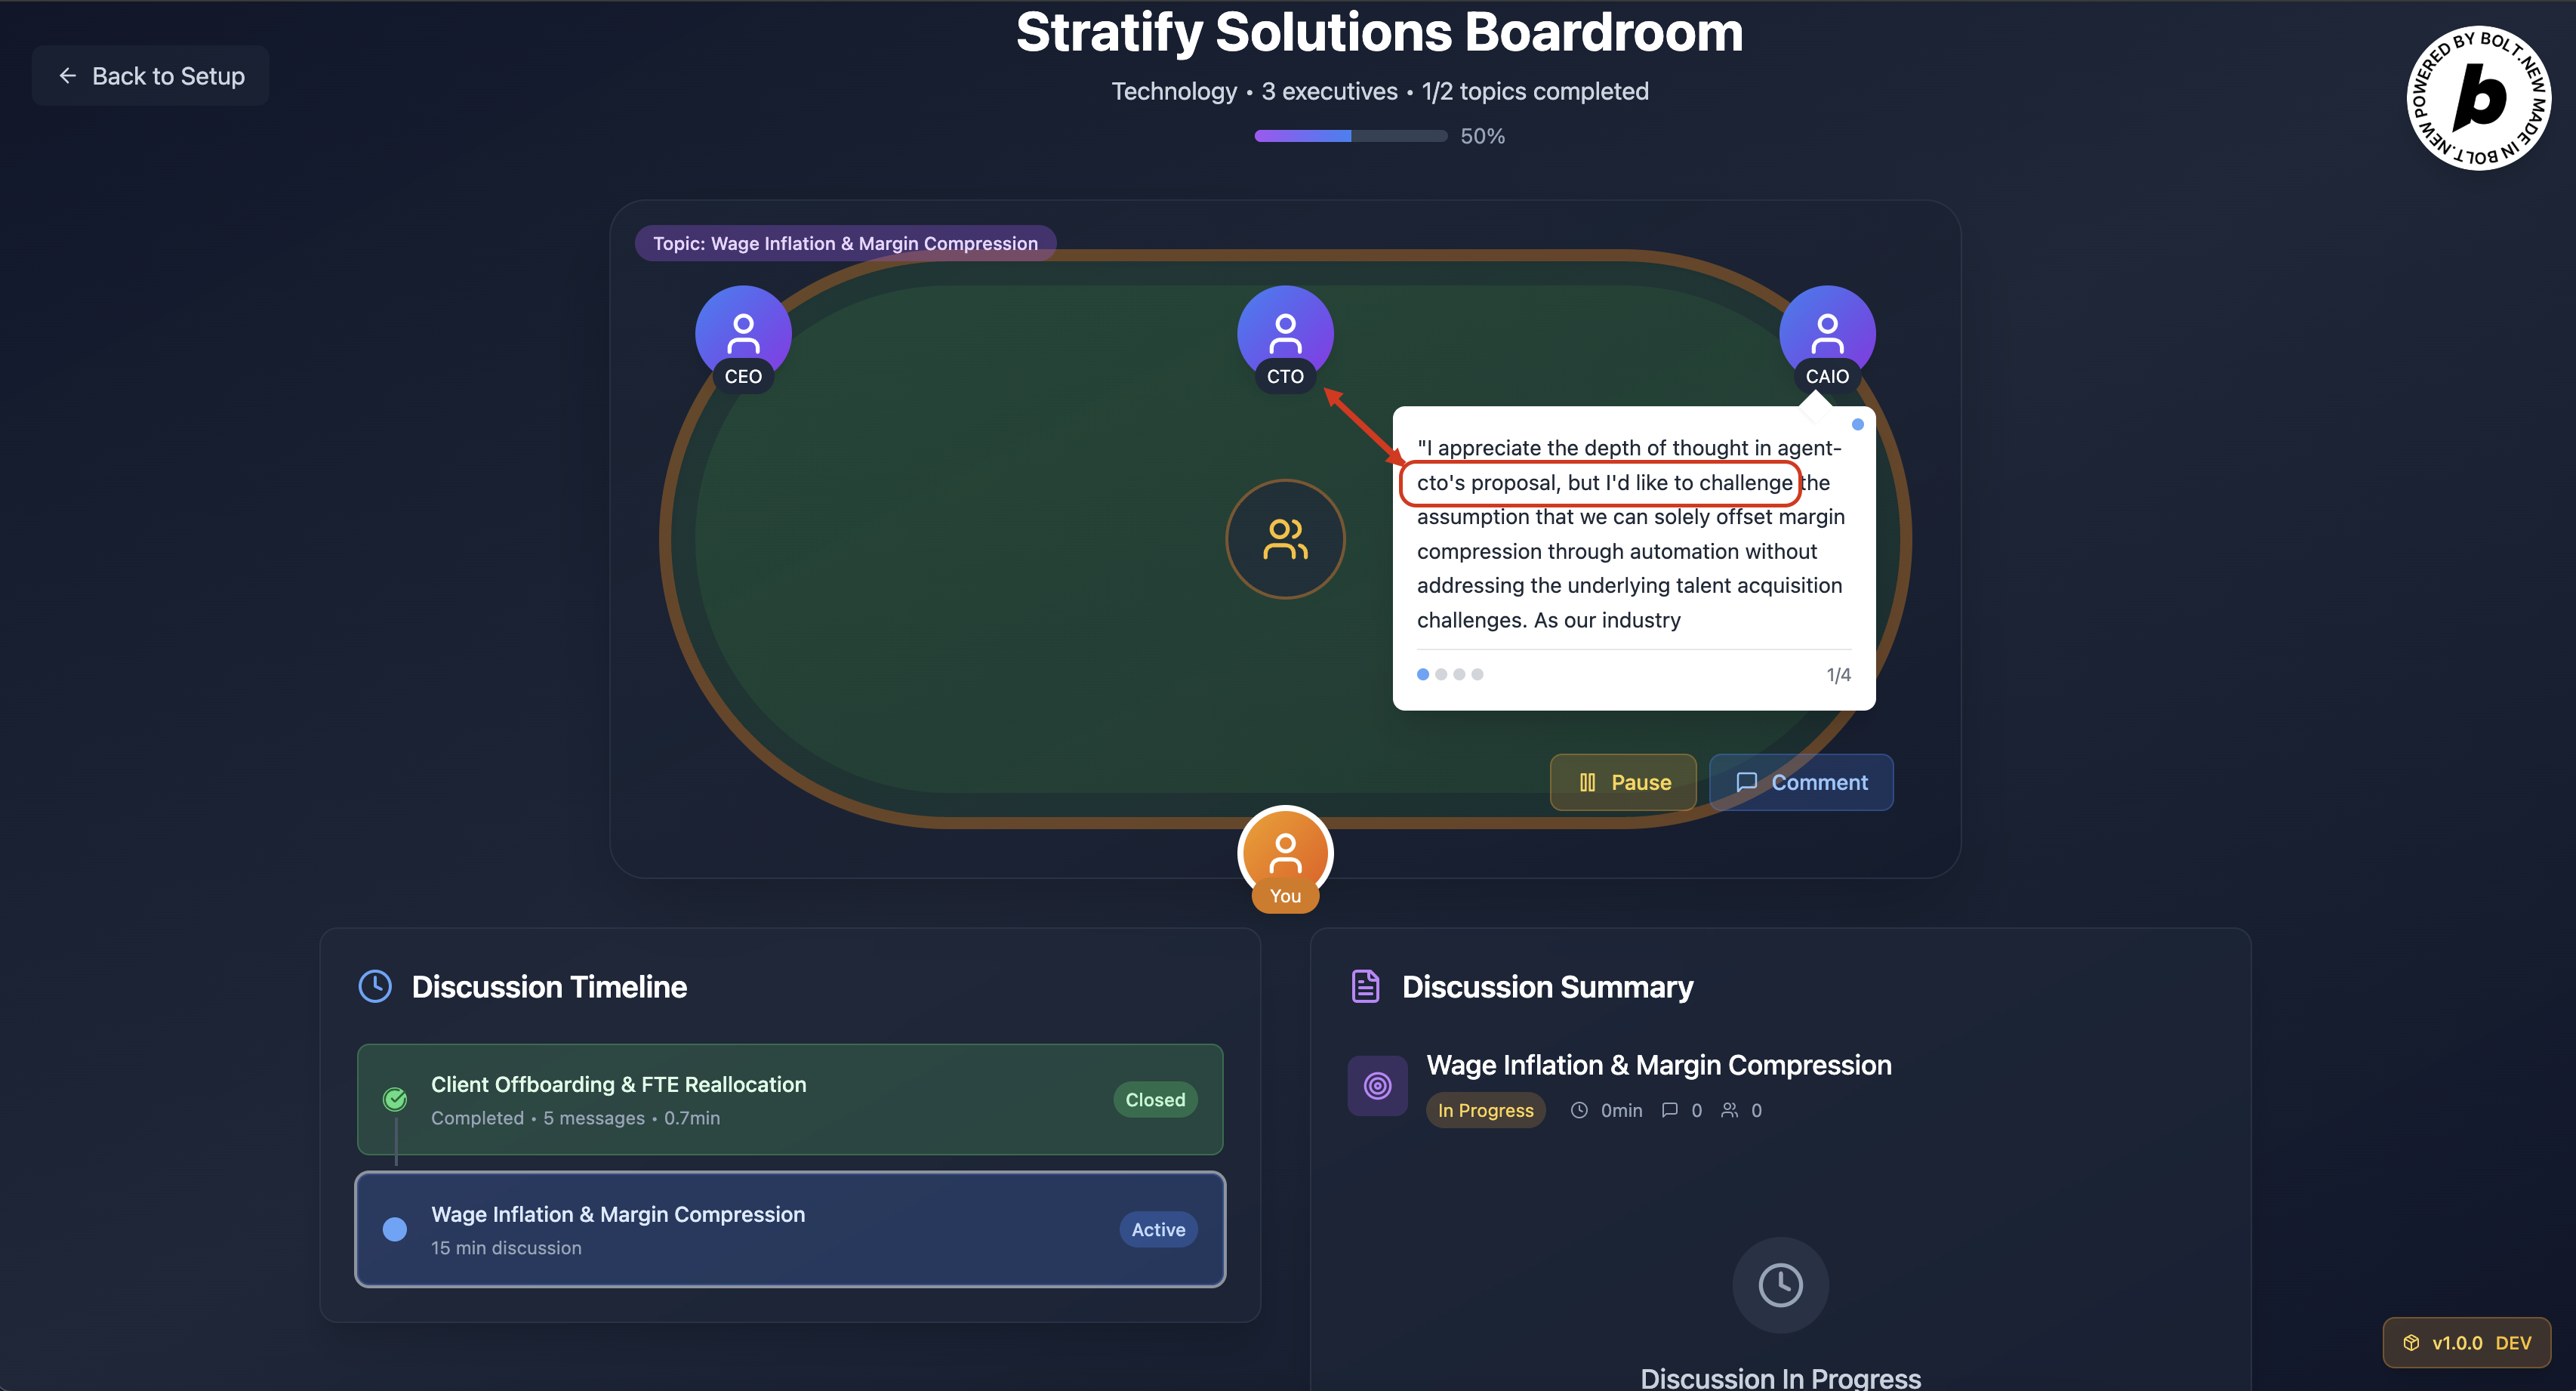 Stratify Solutions Boardroom
← Back to Setup
Technology • 3 executives • 1/2 topics completed
50%
POWERED BY BOLT.NEW MADE IN BOLT.NEW
b
Topic: Wage Inflation & Margin Compression
CEO
CTO
CAIO
"I appreciate the depth of thought in agent-
cto's proposal, but I'd like to challenge the
assumption that we can solely offset margin
compression through automation without
addressing the underlying talent acquisition
challenges. As our industry
1/4
Pause
Comment
You
Discussion Timeline
Client Offboarding & FTE Reallocation
Completed • 5 messages • 0.7min
Closed
Wage Inflation & Margin Compression
15 min discussion
Active
Discussion Summary
Wage Inflation & Margin Compression
In Progress 0min 0 0
Discussion In Progress
v1.0.0 DEV